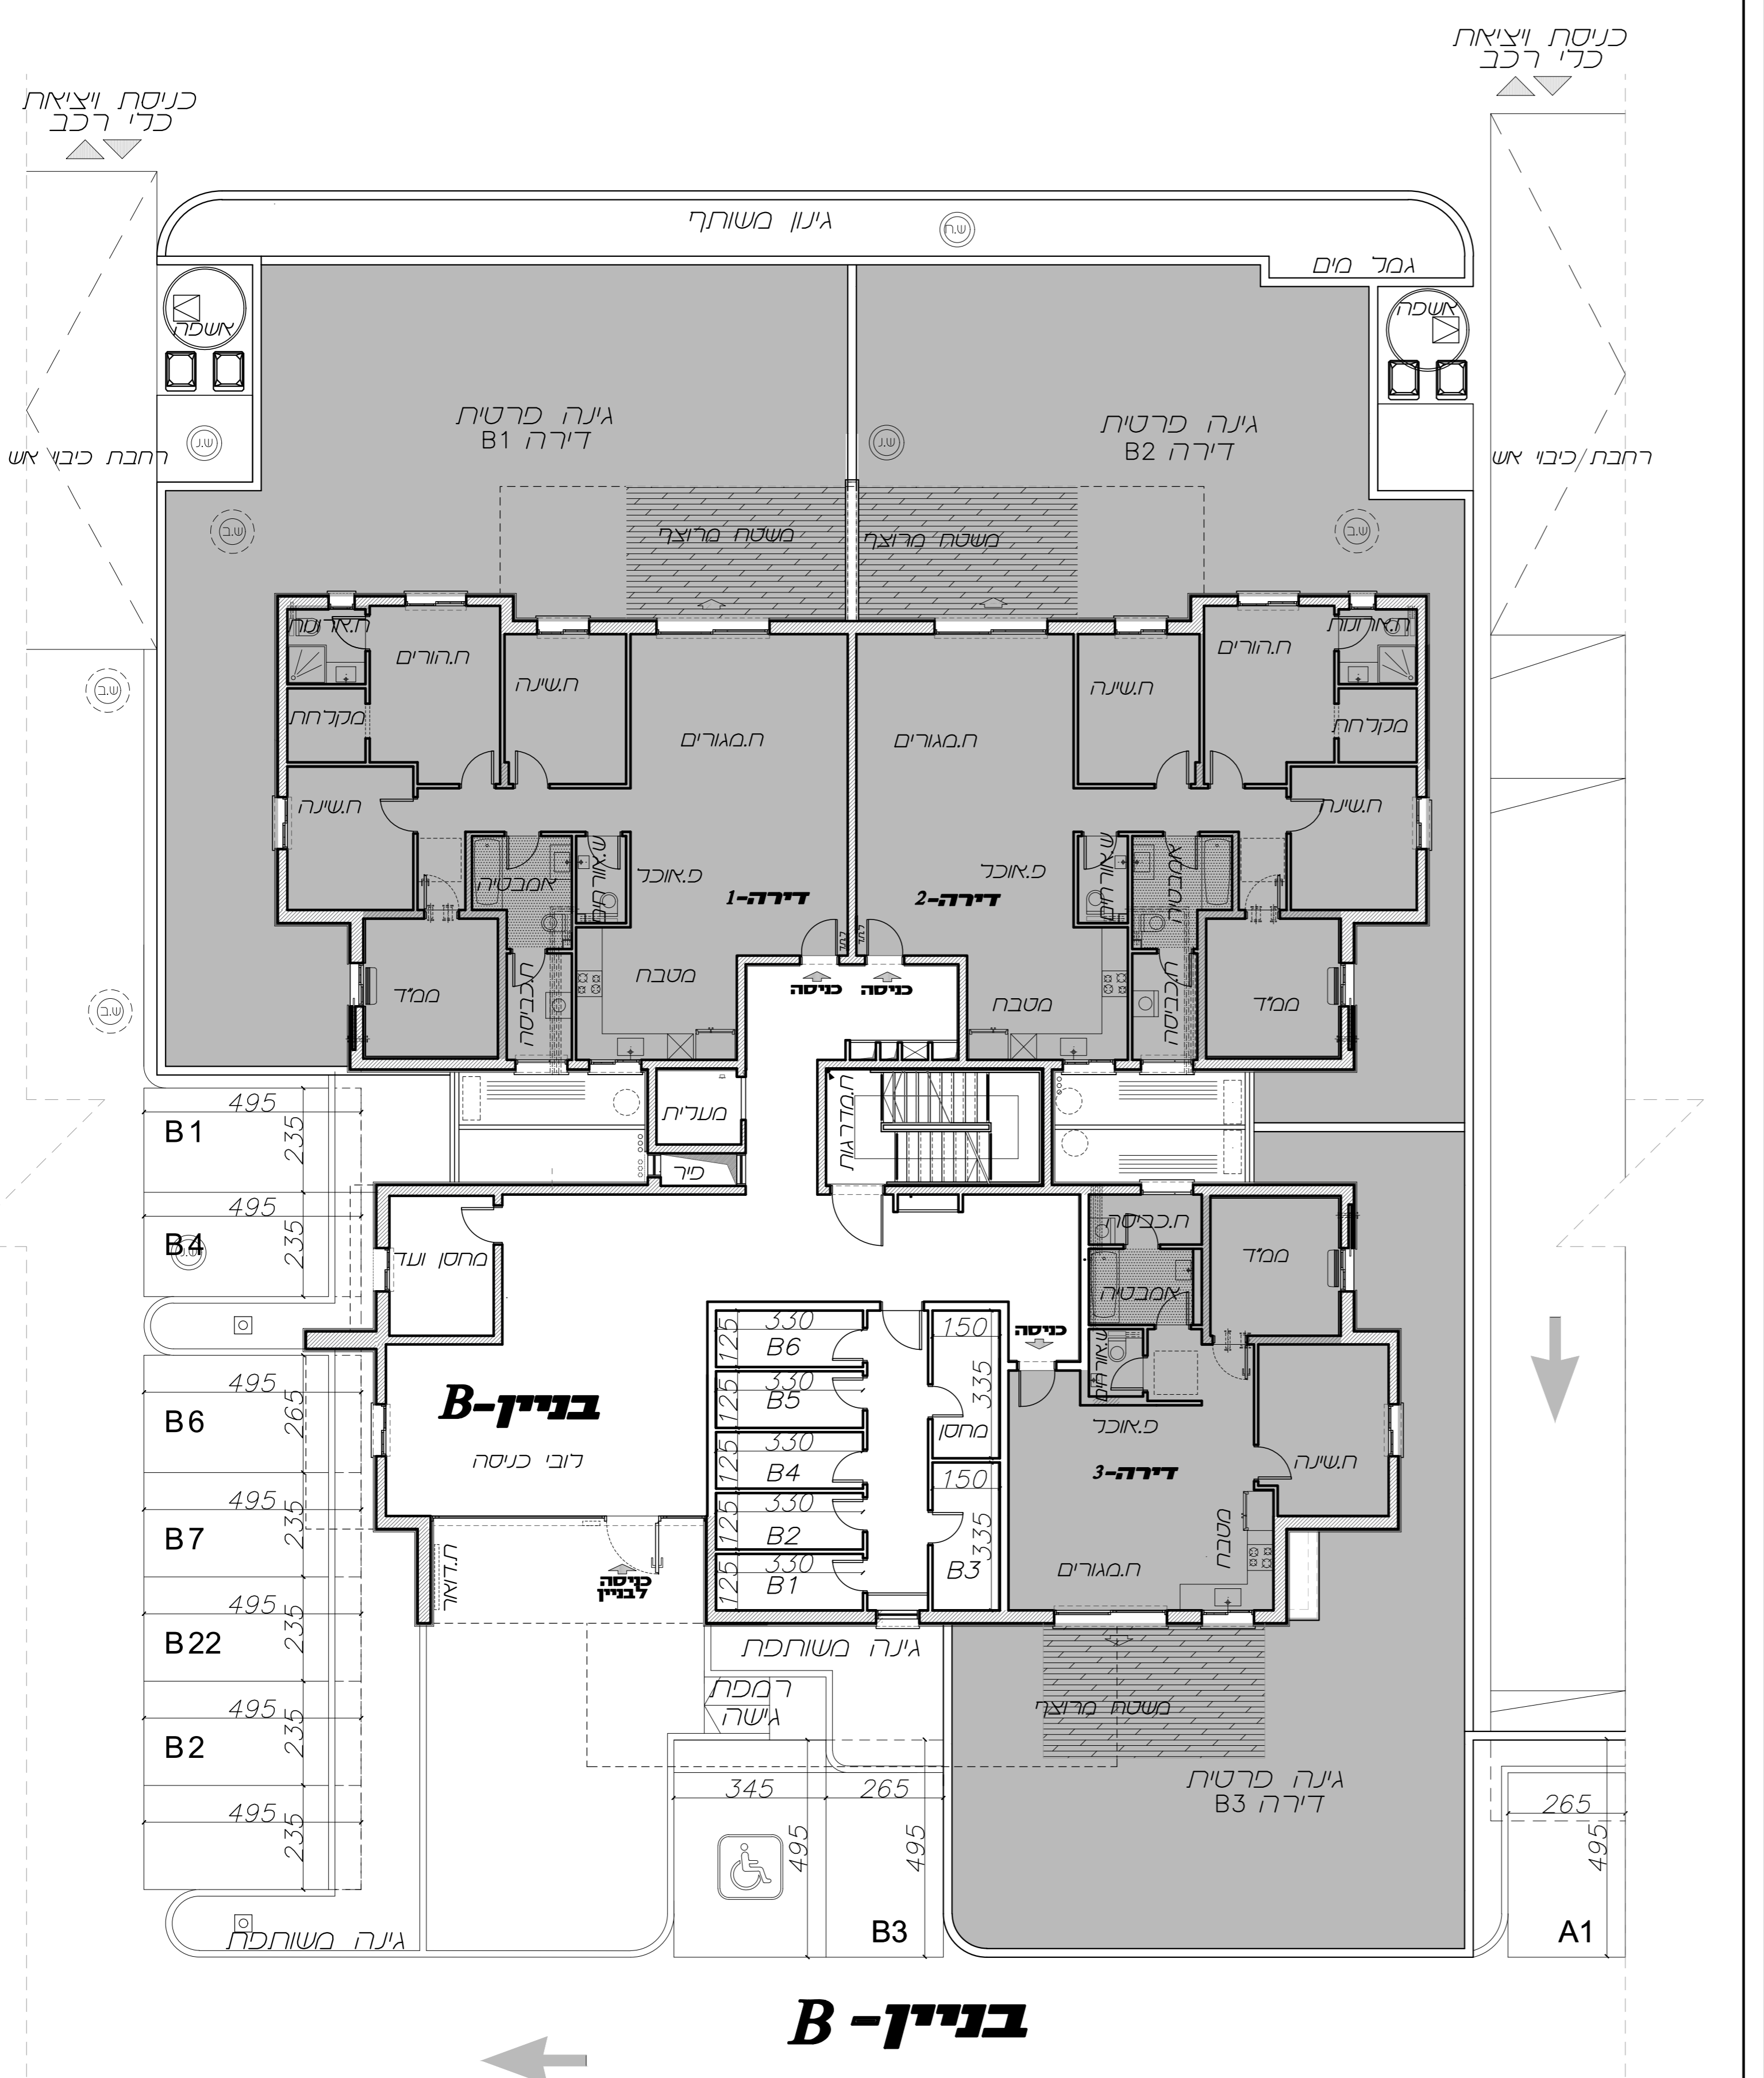 כניסת ויציאת
כלי רכב
כניסת ויציאת
כלי רכב
גינון משותף
ש.ח
גמל מים
אשפה
אשפה
גינה פרטית
דירה B1
גינה פרטית
דירה B2
ש.נ
ש.נ
רחבת כיבוי אש
רחבת כיבוי אש
ש.ב
ש.ב
משטח מרוצף
משטח מרוצף
ח.ארונות
ח.הורים
ח.שינה
ח.שינה
ח.הורים
ח.ארונות
ש.ב
מקלחת
ח.מגורים
ח.מגורים
מקלחת
ח.שינה
ח.שינה
אמבטיה
שירותים
פ.אוכל
פ.אוכל
שירותים
אמבטיה
דירה-1
דירה-2
ממ"ד
ח.כביסה
מטבח
כניסה
כניסה
מטבח
ח.כביסה
ממ"ד
ש.ב
B1
495
235
מעלית
ח.מדרגות
פיר
B4
495
235
ש.נ
מחסן ועד
ח.כביסה
ממ"ד
אמבטיה
שירותים
כניסה
330
125
B6
330
125
B5
330
125
B4
330
125
B2
330
125
B1
150
335
מחסן
150
335
B3
B6
495
265
בניין-B
לובי כניסה
פ.אוכל
דירה-3
ח.שינה
מטבח
ח.מגורים
B7
495
235
ח.דואר
כניסה
לבניין
B22
495
235
גינה משותפת
רמפת
גישה
משטח מרוצף
B2
495
235
גינה פרטית
דירה B3
345
265
265
495
235
495
495
495
B3
A1
גינה משותפת
בניין- B